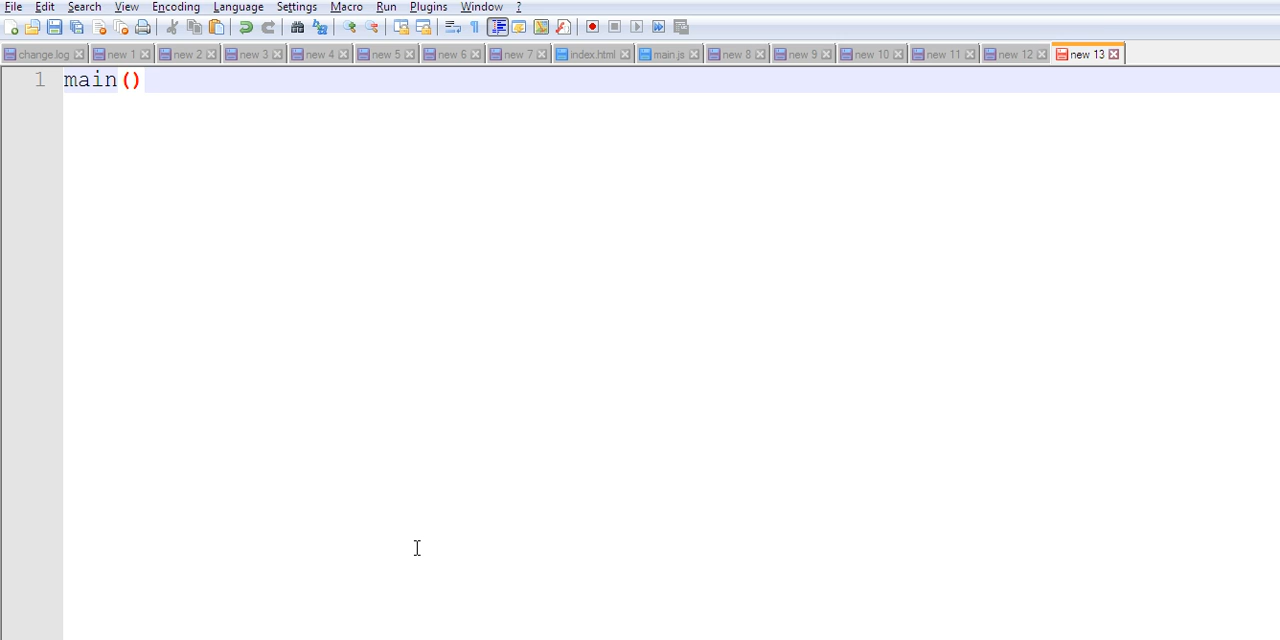 File Edit Search View Encoding Language Settings Macro Run Plugins Window ?
change.log new 1 new 2 new 3 new 4 new 5 new 6 new 7 index.html main.js new 8 new 9 new 10 new 11 new 12 new 13
1 main()